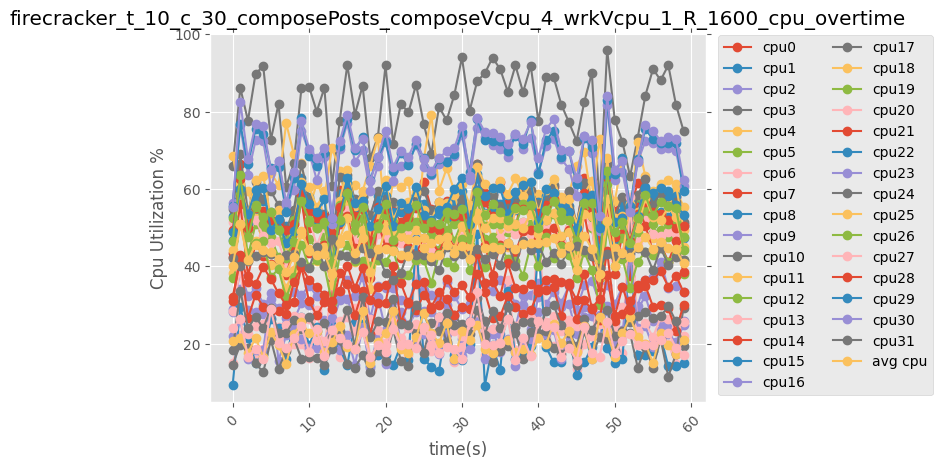 firecracker_t_10_c_30_composePosts_composeVcpu_4_wrkVcpu_1_R_1600_cpu_overtime
100
80
60
40
20
Cpu Utilization %
0
10
20
30
40
50
60
time(s)
cpu0
cpu1
cpu2
cpu3
cpu4
cpu5
cpu6
cpu7
cpu8
cpu9
cpu10
cpu11
cpu12
cpu13
cpu14
cpu15
cpu16
cpu17
cpu18
cpu19
cpu20
cpu21
cpu22
cpu23
cpu24
cpu25
cpu26
cpu27
cpu28
cpu29
cpu30
cpu31
avg cpu